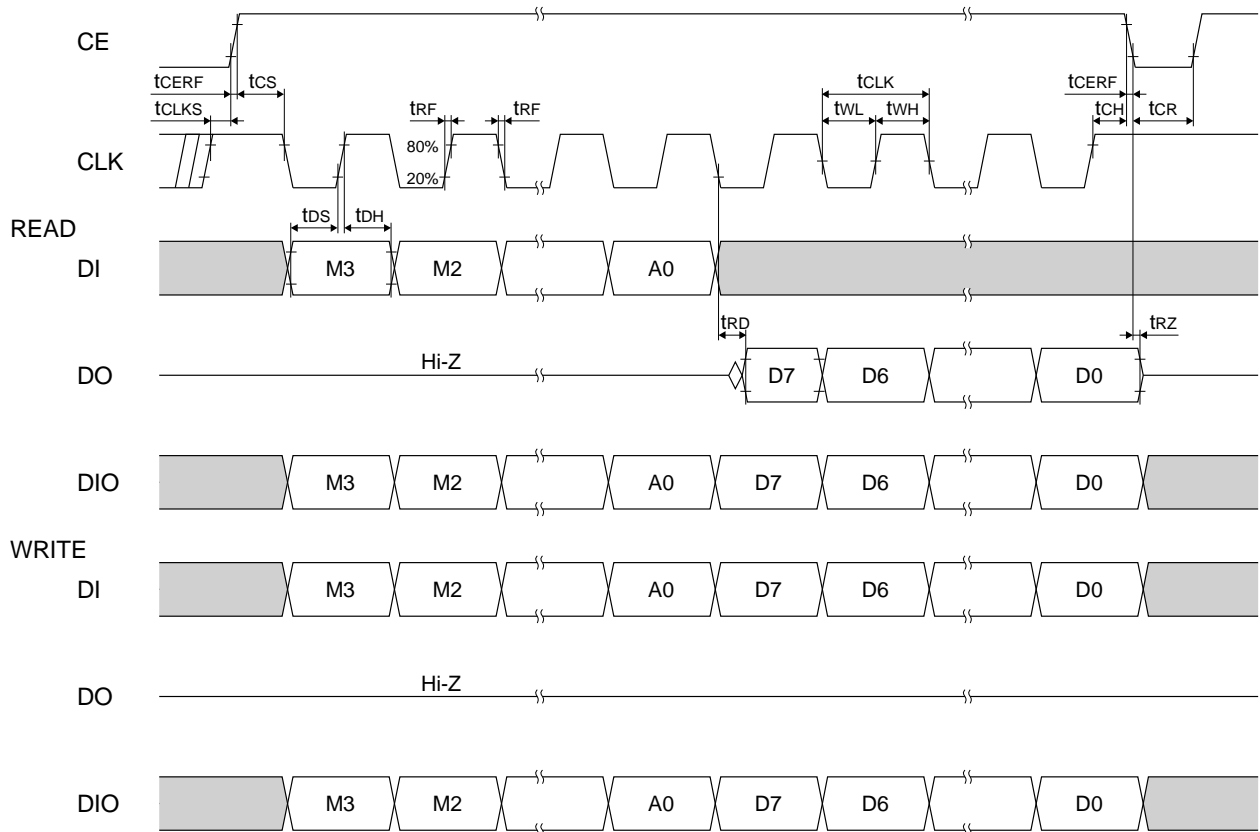 CE
tCERF tCS tCLK tCERF
tCLKS tRF tRF tWL tWH tCH tCR
CLK 80%
20%
tDS tDH
READ
DI M3 M2 A0
tRD tRZ
Hi-Z
DO D7 D6 D0
DIO M3 M2 A0 D7 D6 D0
WRITE
DI M3 M2 A0 D7 D6 D0
Hi-Z
DO
DIO M3 M2 A0 D7 D6 D0